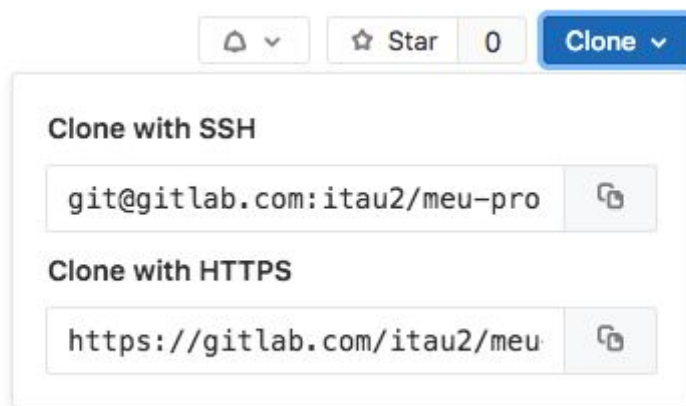 Star 0 Clone
Clone with SSH
git@gitlab.com:itau2/meu-pro
Clone with HTTPS
https://gitlab.com/itau2/meu